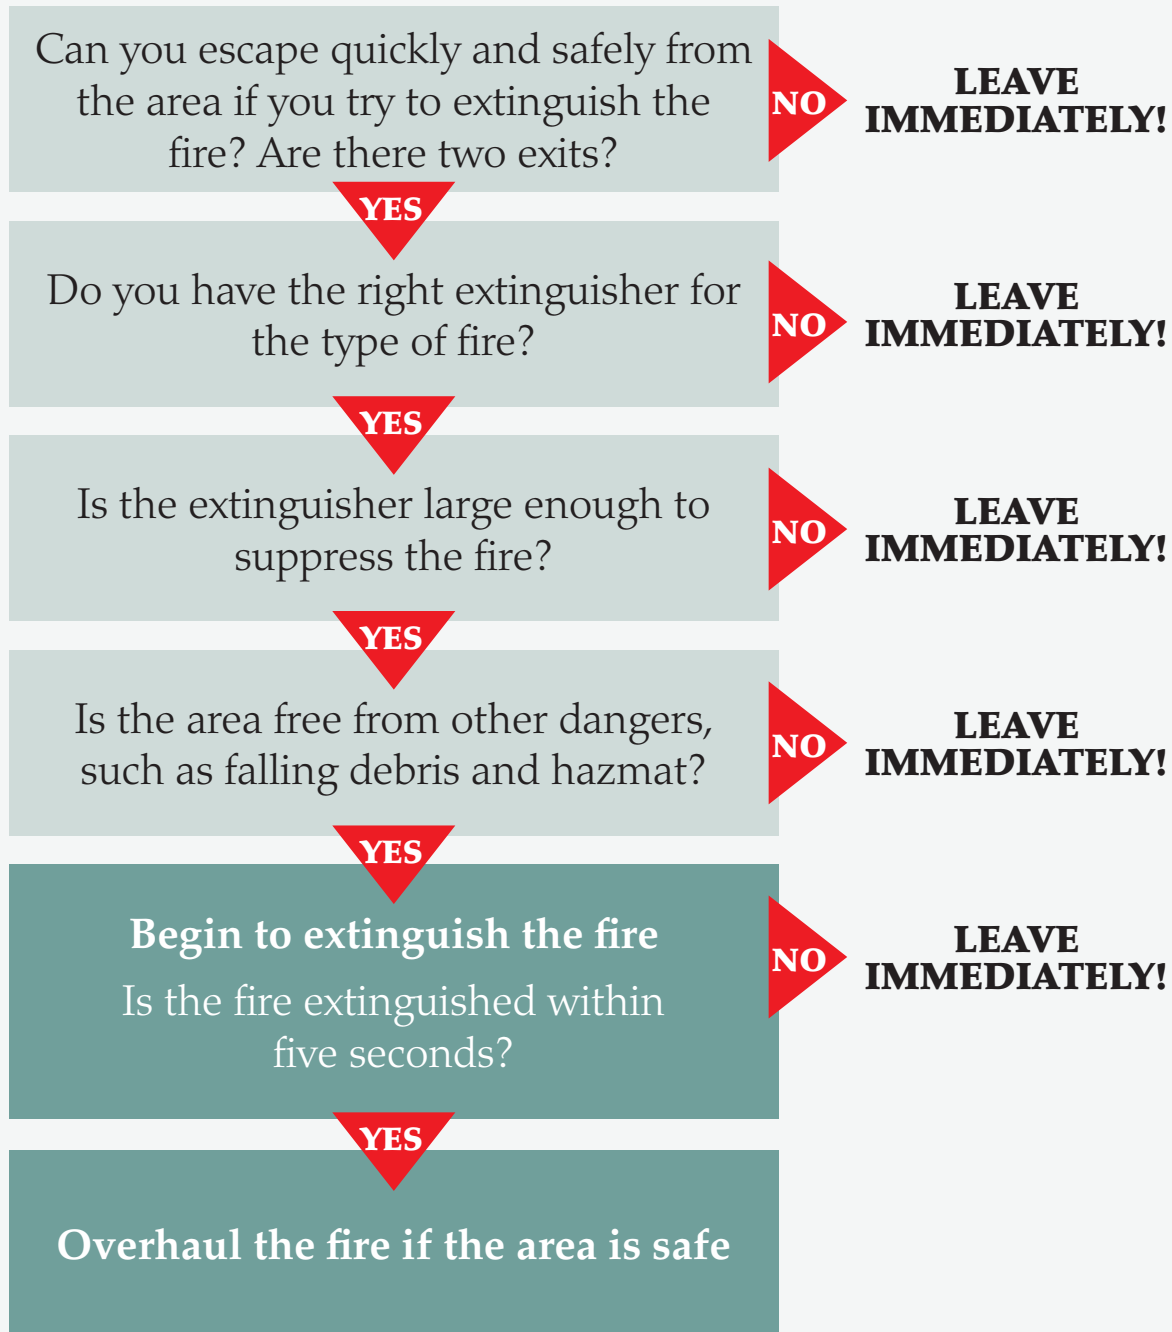 Can you escape quickly and safely from
the area if you try to extinguish the
fire? Are there two exits?
NO
LEAVE
IMMEDIATELY!
YES
Do you have the right extinguisher for
the type of fire?
NO
LEAVE
IMMEDIATELY!
YES
Is the extinguisher large enough to
suppress the fire?
NO
LEAVE
IMMEDIATELY!
YES
Is the area free from other dangers,
such as falling debris and hazmat?
NO
LEAVE
IMMEDIATELY!
YES
Begin to extinguish the fire
Is the fire extinguished within
five seconds?
NO
LEAVE
IMMEDIATELY!
YES
Overhaul the fire if the area is safe